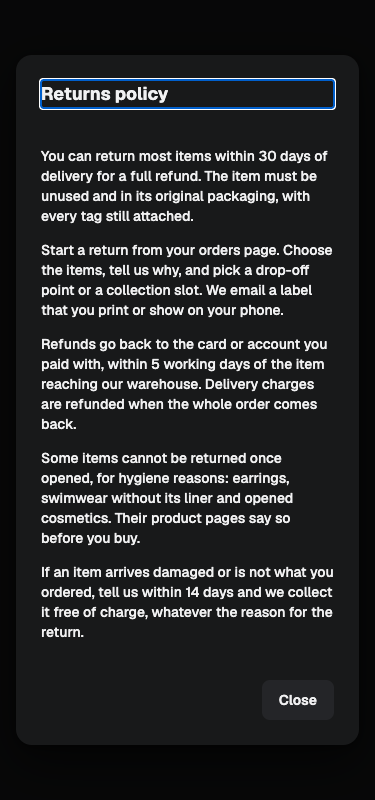 Returns policy
You can return most items within 30 days of
delivery for a full refund. The item must be
unused and in its original packaging, with
every tag still attached.
Start a return from your orders page. Choose
the items, tell us why, and pick a drop-off
point or a collection slot. We email a label
that you print or show on your phone.
Refunds go back to the card or account you
paid with, within 5 working days of the item
reaching our warehouse. Delivery charges
are refunded when the whole order comes
back.
Some items cannot be returned once
opened, for hygiene reasons: earrings,
swimwear without its liner and opened
cosmetics. Their product pages say so
before you buy.
If an item arrives damaged or is not what you
ordered, tell us within 14 days and we collect
it free of charge, whatever the reason for the
return.
Close